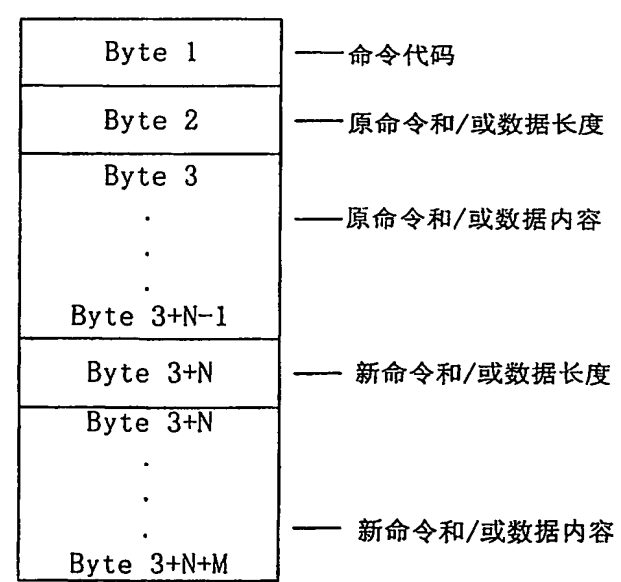 Byte 1 命令代码
Byte 2 原命令和/或数据长度
Byte 3
原命令和/或数据内容
Byte 3+N-1
Byte 3+N 新命令和/或数据长度
Byte 3+N
新命令和/或数据内容
Byte 3+N+M